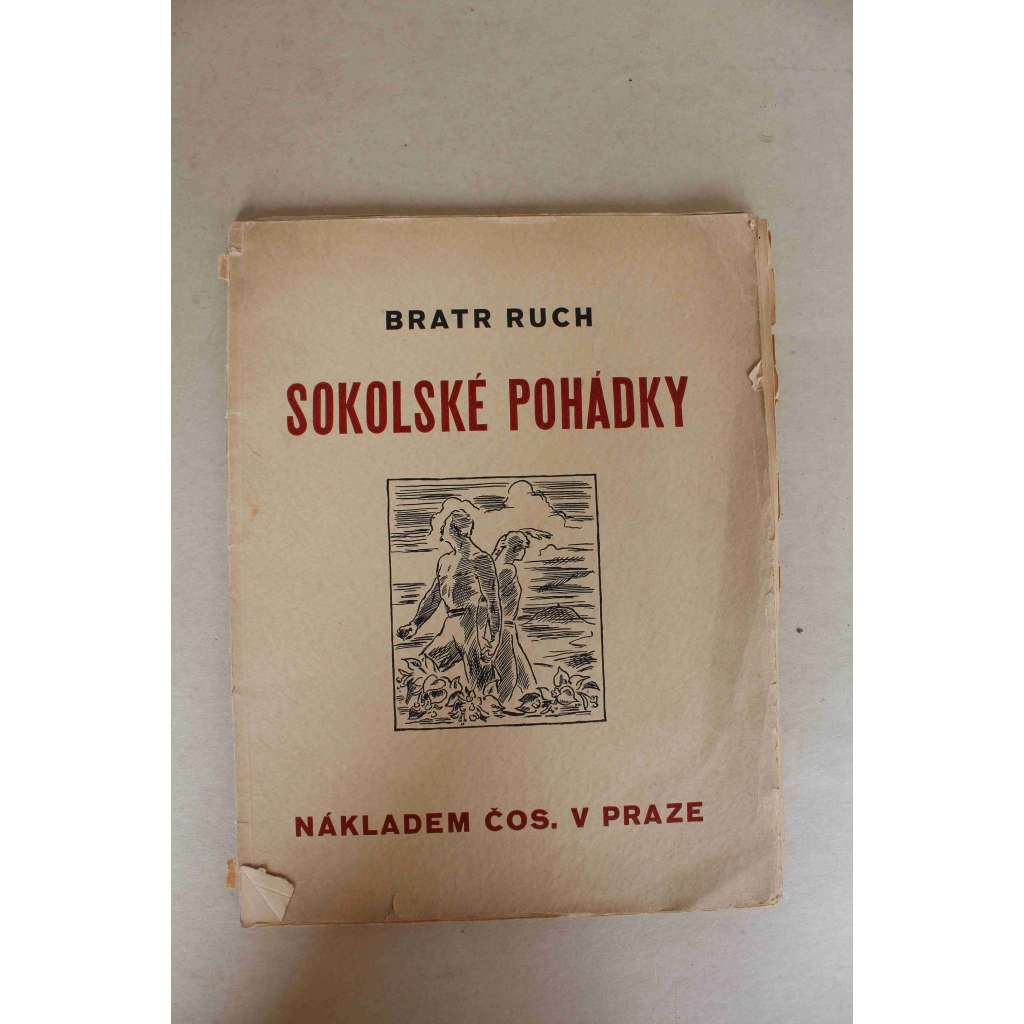 BRATR RUCH
SOKOLSKÉ POHÁDKY
NÁKLADEM ČOS. V PRAZE